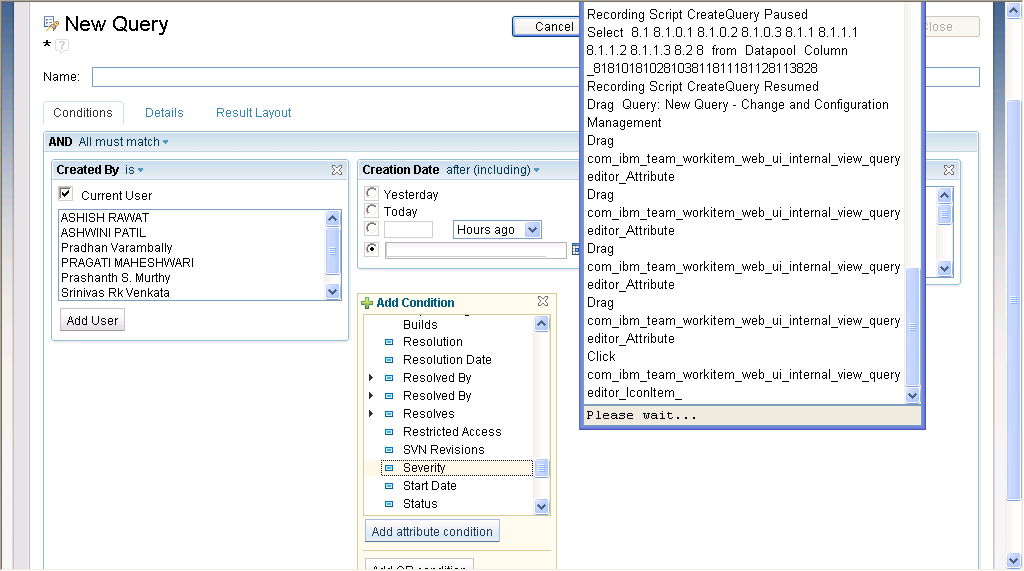 New Query
Cancel
Close
*
?
Name:
Conditions
Details
Result Layout
AND All must match
Created By is
Current User
ASHISH RAWAT
ASHWINI PATIL
Pradhan Varambally
PRAGATI MAHESHWARI
Prashanth S. Murthy
Srinivas Rk Venkata
Add User
Creation Date after (including)
Yesterday
Today
Hours ago
Add Condition
Builds
Resolution
Resolution Date
Resolved By
Resolved By
Resolves
Restricted Access
SVN Revisions
Severity
Start Date
Status
Add attribute condition
Add OR condition
Recording Script CreateQuery Paused
Select 8.1 8.1.0.1 8.1.0.2 8.1.0.3 8.1.1 8.1.1.1
8.1.1.2 8.1.1.3 8.2 8 from Datapool Column
_8181018102810381181118112811​3828
Recording Script CreateQuery Resumed
Drag Query: New Query - Change and Configuration
Management
Drag
com_ibm_team_workitem_web_ui_internal_view_query
editor_Attribute
Drag
com_ibm_team_workitem_web_ui_internal_view_query
editor_Attribute
Drag
com_ibm_team_workitem_web_ui_internal_view_query
editor_Attribute
Drag
com_ibm_team_workitem_web_ui_internal_view_query
editor_Attribute
Click
com_ibm_team_workitem_web_ui_internal_view_query
editor_IconItem_
Please wait...